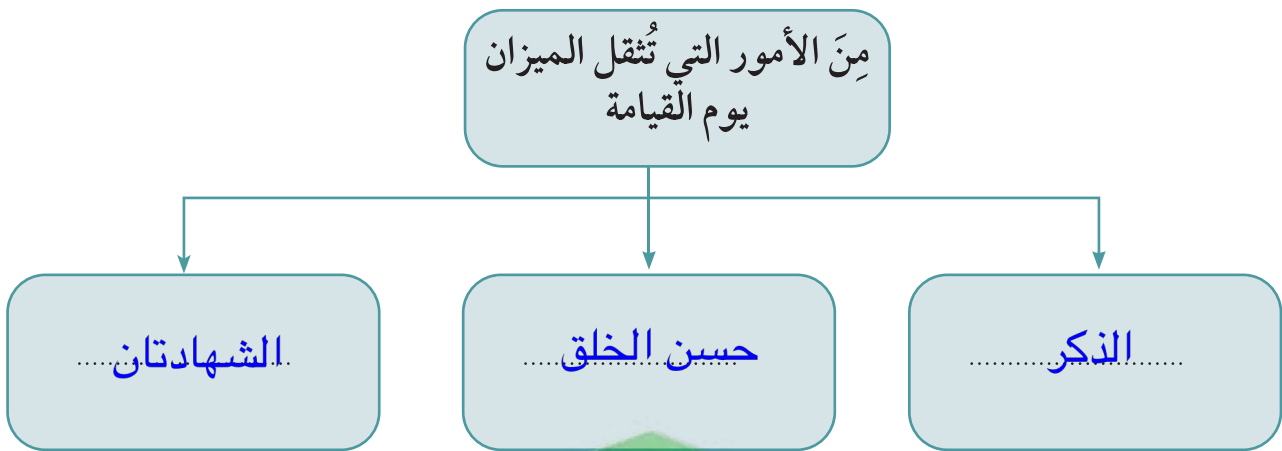 مِنَ الأمور التي تُثقل الميزان
يوم القيامة
الذكر
حسن الخلق
الشهادتان